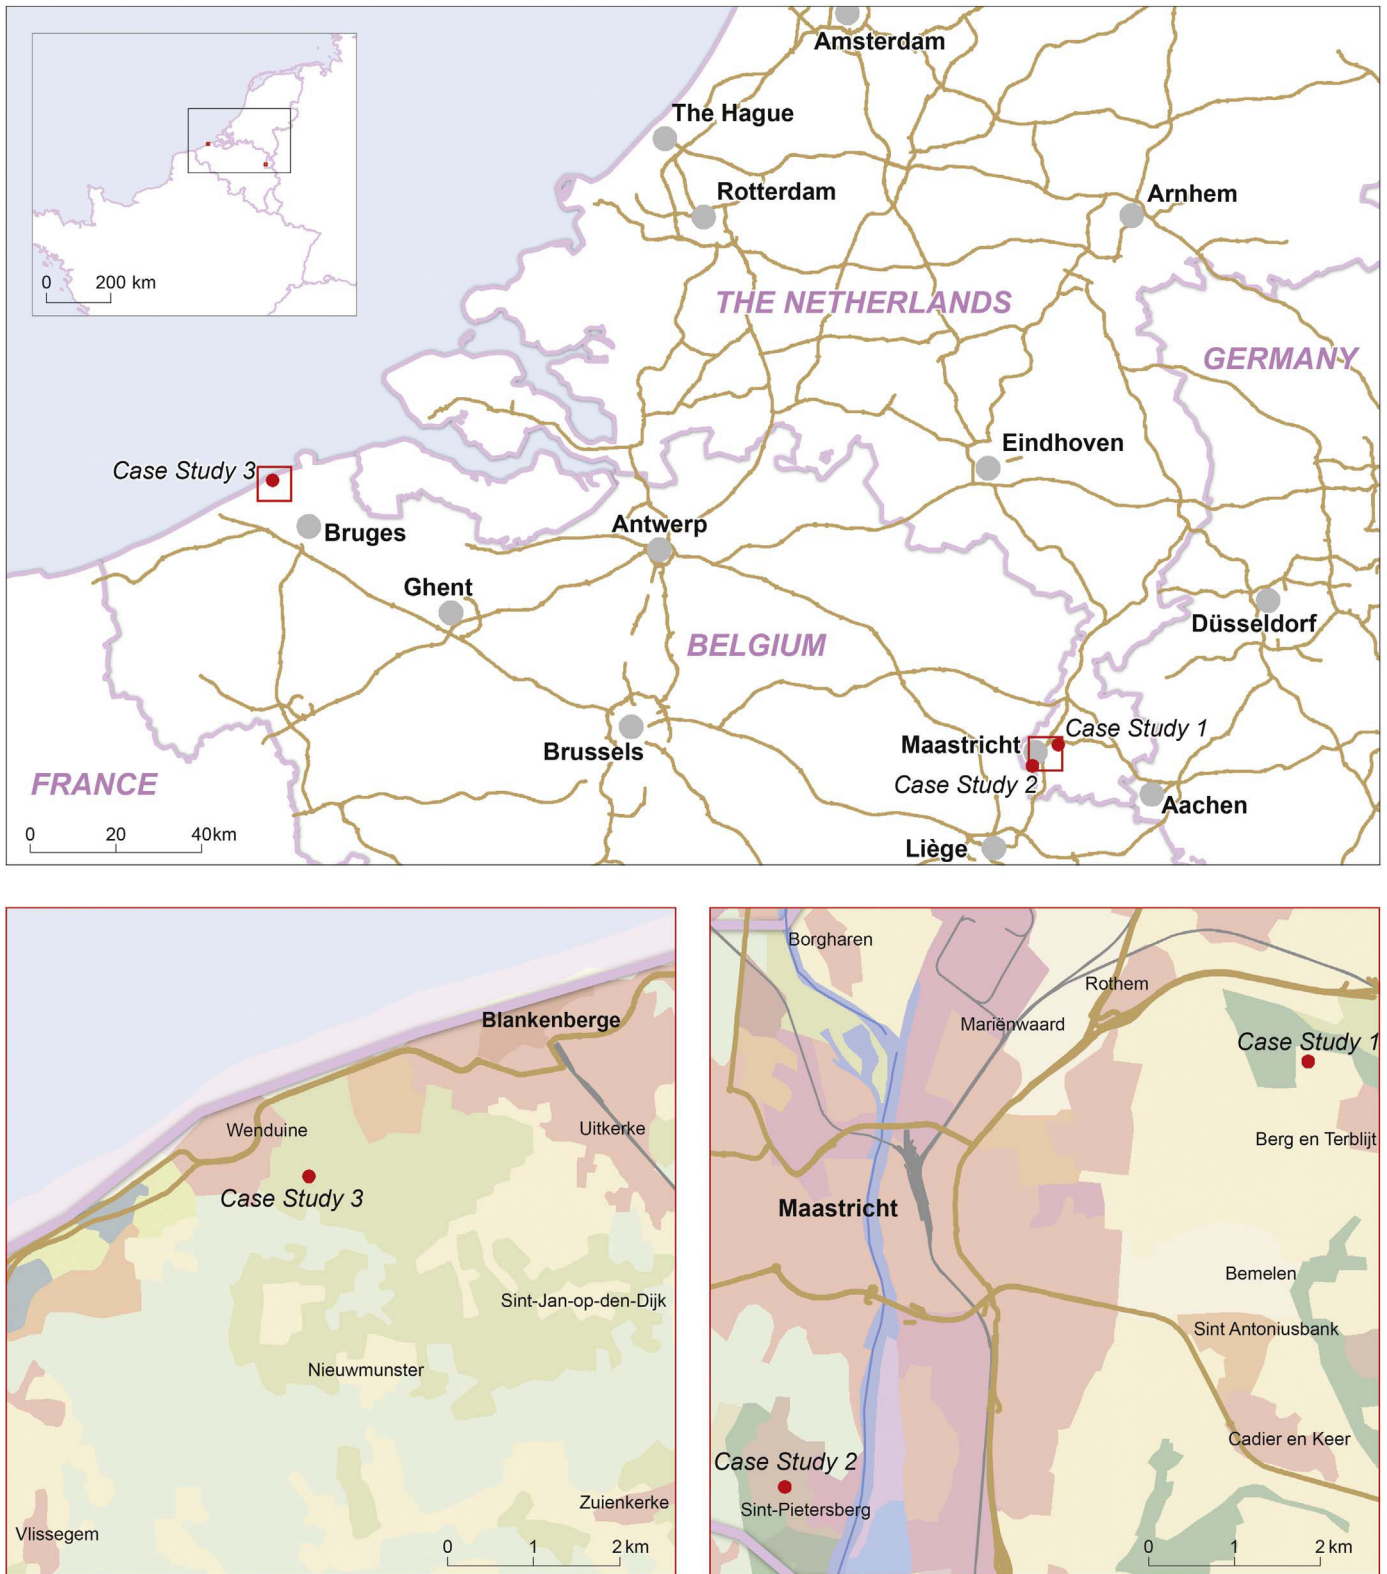 Amsterdam
The Hague
Rotterdam
Arnhem
0 200 km
THE NETHERLANDS
GERMANY
Eindhoven
Case Study 3
Bruges
Antwerp
Ghent
Düsseldorf
BELGIUM
Case Study 1
Maastricht
Brussels
Case Study 2
FRANCE
Aachen
0 20 40km
Liège
Blankenberge
Wenduine
Uitkerke
Case Study 3
Sint-Jan-op-den-Dijk
Nieuwmunster
Zuienkerke
Vlissegem
0 1 2 km
Borgharen
Rothem
Mariënwaard
Case Study 1
Berg en Terblijt
Maastricht
Bemelen
Sint Antoniusbank
Cadier en Keer
Case Study 2
Sint-Pietersberg
0 1 2 km